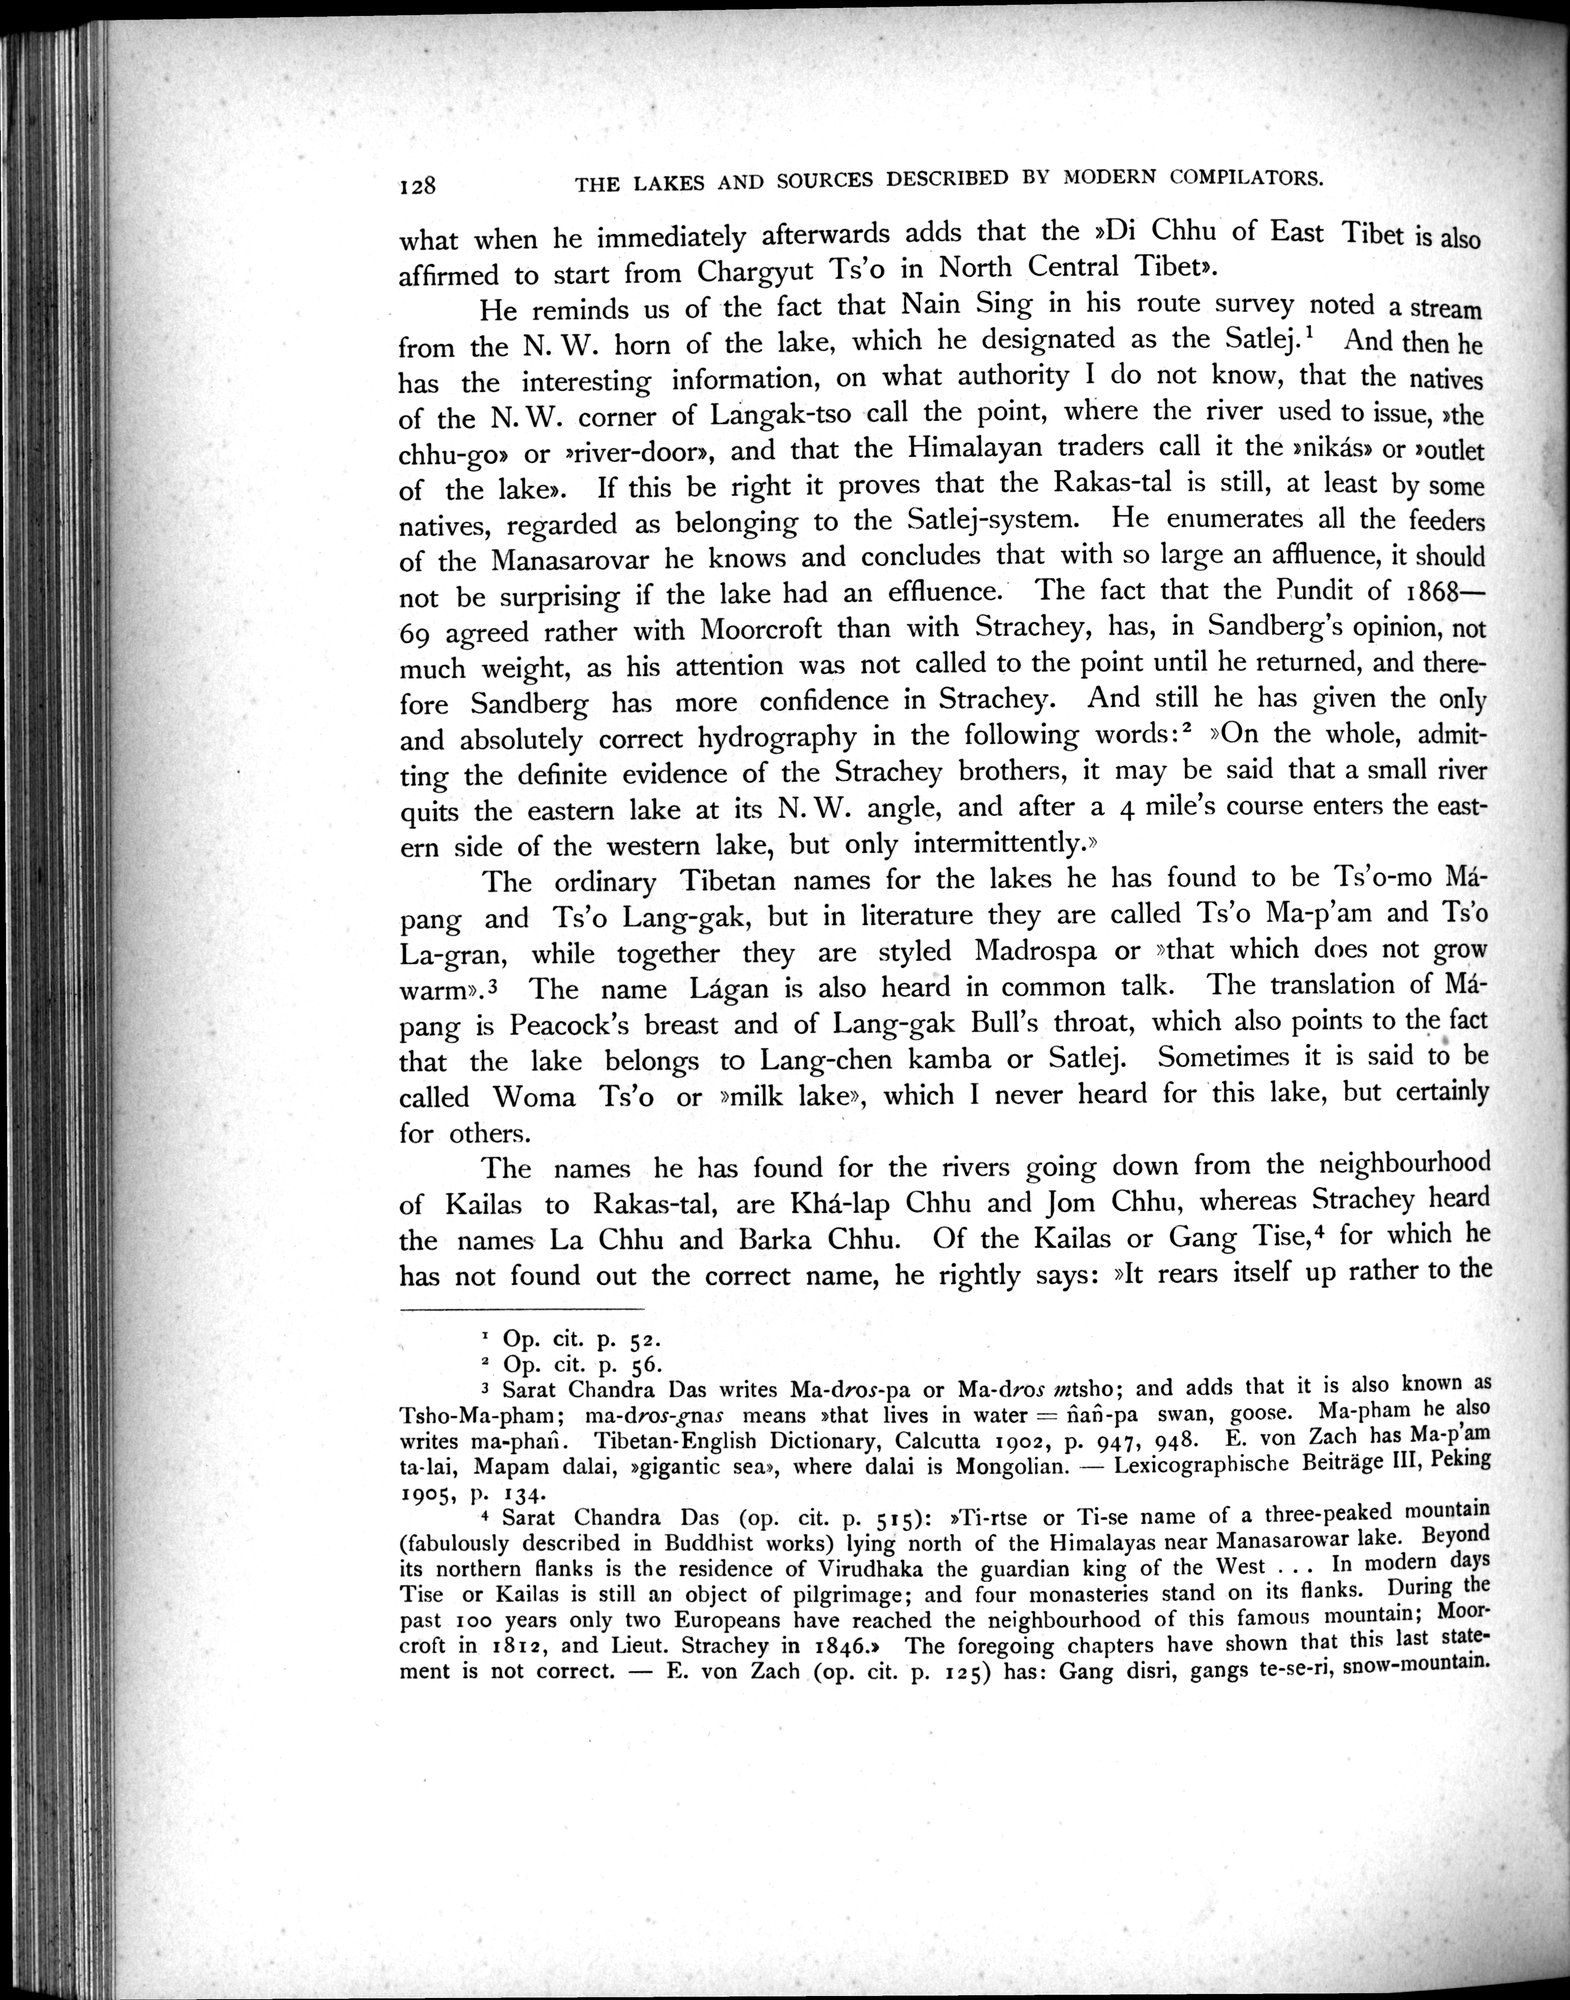 128 THE LAKES AND SOURCES DESCRIBED BY MODERN COMPILATORS.
what when he immediately afterwards adds that the »Di Chhu of East Tibet is also
affirmed to start from Chargyut Ts'o in North Central Tibet».
He reminds us of the fact that Nain Sing in his route survey noted a stream
from the N. W. horn of the lake, which he designated as the Satlej.¹ And then he
has the interesting information, on what authority I do not know, that the natives
of the N. W. corner of Langak-tso call the point, where the river used to issue, »the
chhu-go» or »river-door», and that the Himalayan traders call it the »nikás» or »outlet
of the lake». If this be right it proves that the Rakas-tal is still, at least by some
natives, regarded as belonging to the Satlej-system. He enumerates all the feeders
of the Manasarovar he knows and concludes that with so large an affluence, it should
not be surprising if the lake had an effluence. The fact that the Pundit of 1868—
69 agreed rather with Moorcroft than with Strachey, has, in Sandberg's opinion, not
much weight, as his attention was not called to the point until he returned, and there-
fore Sandberg has more confidence in Strachey. And still he has given the only
and absolutely correct hydrography in the following words:² »On the whole, admit-
ting the definite evidence of the Strachey brothers, it may be said that a small river
quits the eastern lake at its N. W. angle, and after a 4 mile's course enters the east-
ern side of the western lake, but only intermittently.»
The ordinary Tibetan names for the lakes he has found to be Ts'o-mo Má-
pang and Ts'o Lang-gak, but in literature they are called Ts'o Ma-p'am and Ts'o
La-gran, while together they are styled Madrospa or »that which does not grow
warm».³ The name Lágan is also heard in common talk. The translation of Má-
pang is Peacock's breast and of Lang-gak Bull's throat, which also points to the fact
that the lake belongs to Lang-chen kamba or Satlej. Sometimes it is said to be
called Woma Ts'o or »milk lake», which I never heard for this lake, but certainly
for others.
The names he has found for the rivers going down from the neighbourhood
of Kailas to Rakas-tal, are Khá-lap Chhu and Jom Chhu, whereas Strachey heard
the names La Chhu and Barka Chhu. Of the Kailas or Gang Tise,⁴ for which he
has not found out the correct name, he rightly says: »It rears itself up rather to the
¹ Op. cit. p. 52.
² Op. cit. p. 56.
³ Sarat Chandra Das writes Ma-dros-pa or Ma-dros mtsho; and adds that it is also known as
Tsho-Ma-pham; ma-dros-gnas means »that lives in water = n̂an̂-pa swan, goose. Ma-pham he also
writes ma-phan̂. Tibetan-English Dictionary, Calcutta 1902, p. 947, 948. E. von Zach has Ma-p'am
ta-lai, Mapam dalai, »gigantic sea», where dalai is Mongolian. — Lexicographische Beiträge III, Peking
1905, p. 134.
⁴ Sarat Chandra Das (op. cit. p. 515): »Ti-rtse or Ti-se name of a three-peaked mountain
(fabulously described in Buddhist works) lying north of the Himalayas near Manasarowar lake. Beyond
its northern flanks is the residence of Virudhaka the guardian king of the West . . . In modern days
Tise or Kailas is still an object of pilgrimage; and four monasteries stand on its flanks. During the
past 100 years only two Europeans have reached the neighbourhood of this famous mountain; Moor-
croft in 1812, and Lieut. Strachey in 1846.» The foregoing chapters have shown that this last state-
ment is not correct. — E. von Zach (op. cit. p. 125) has: Gang disri, gangs te-se-ri, snow-mountain.